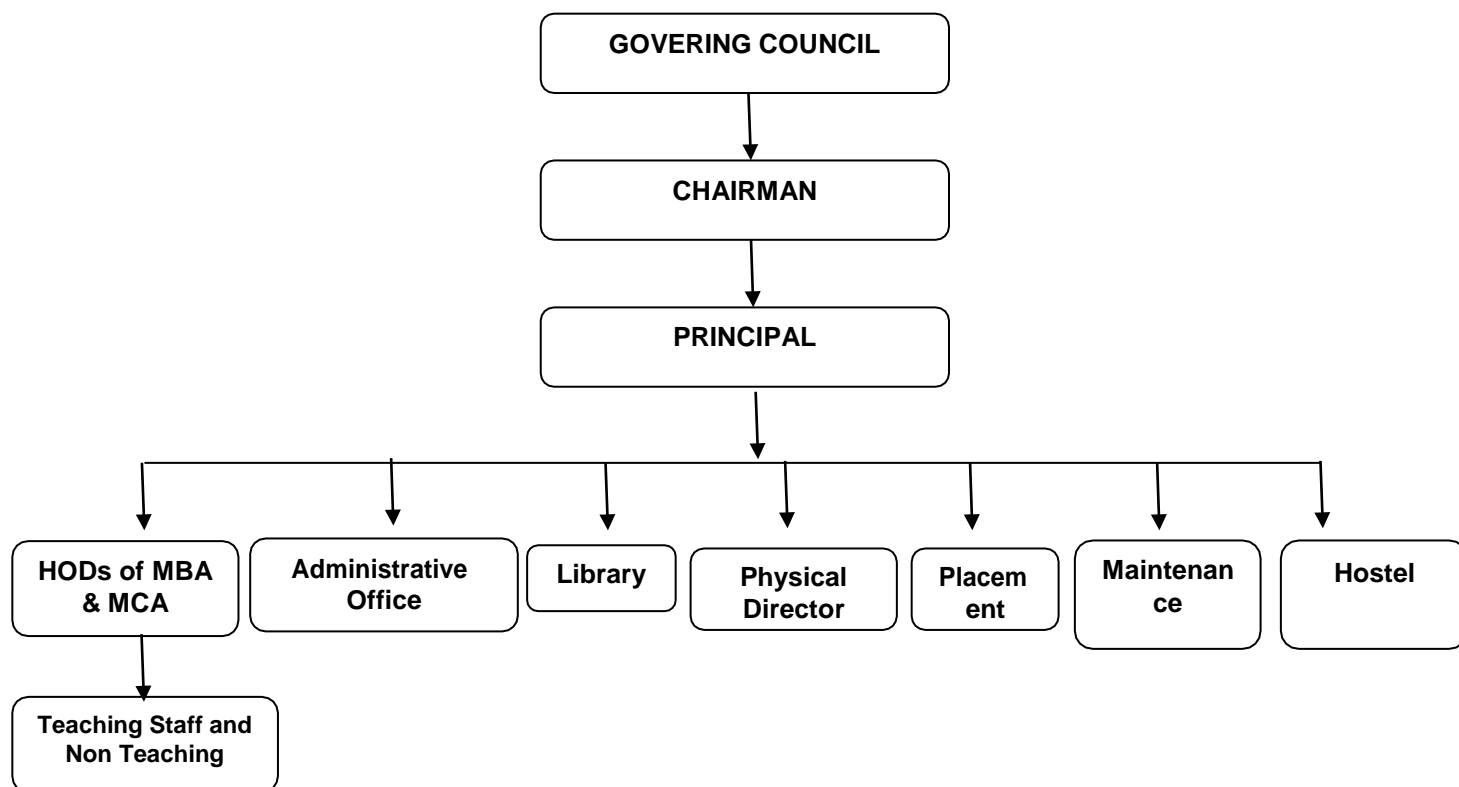 GOVERING COUNCIL
CHAIRMAN
PRINCIPAL
HODs of MBA
& MCA
Administrative
Office
Library
Physical
Director
Placem
ent
Maintenan
ce
Hostel
Teaching Staff and
Non Teaching